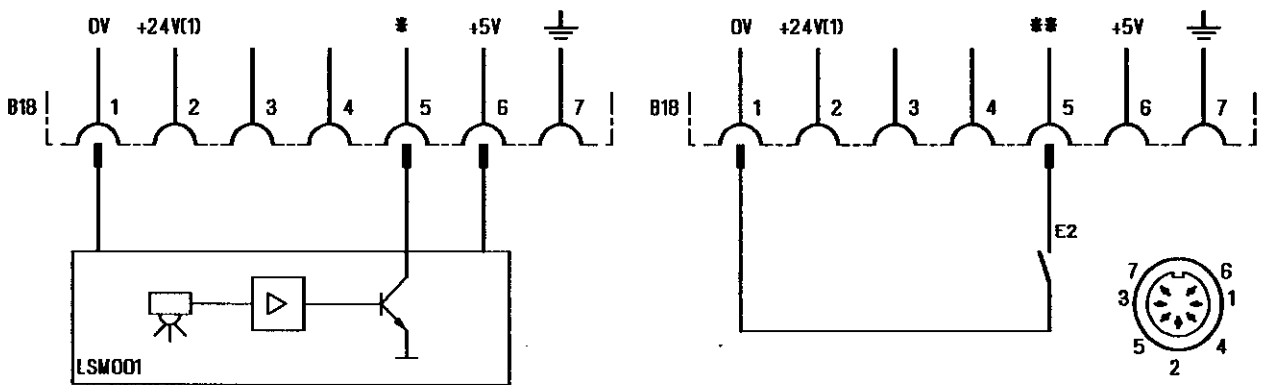 0V +24V(1) * +5V
B18 1 2 3 4 5 6 7
LSM001
0V +24V(1) ** +5V
B18 1 2 3 4 5 6 7
E2
7 6
3 1
5 4
2